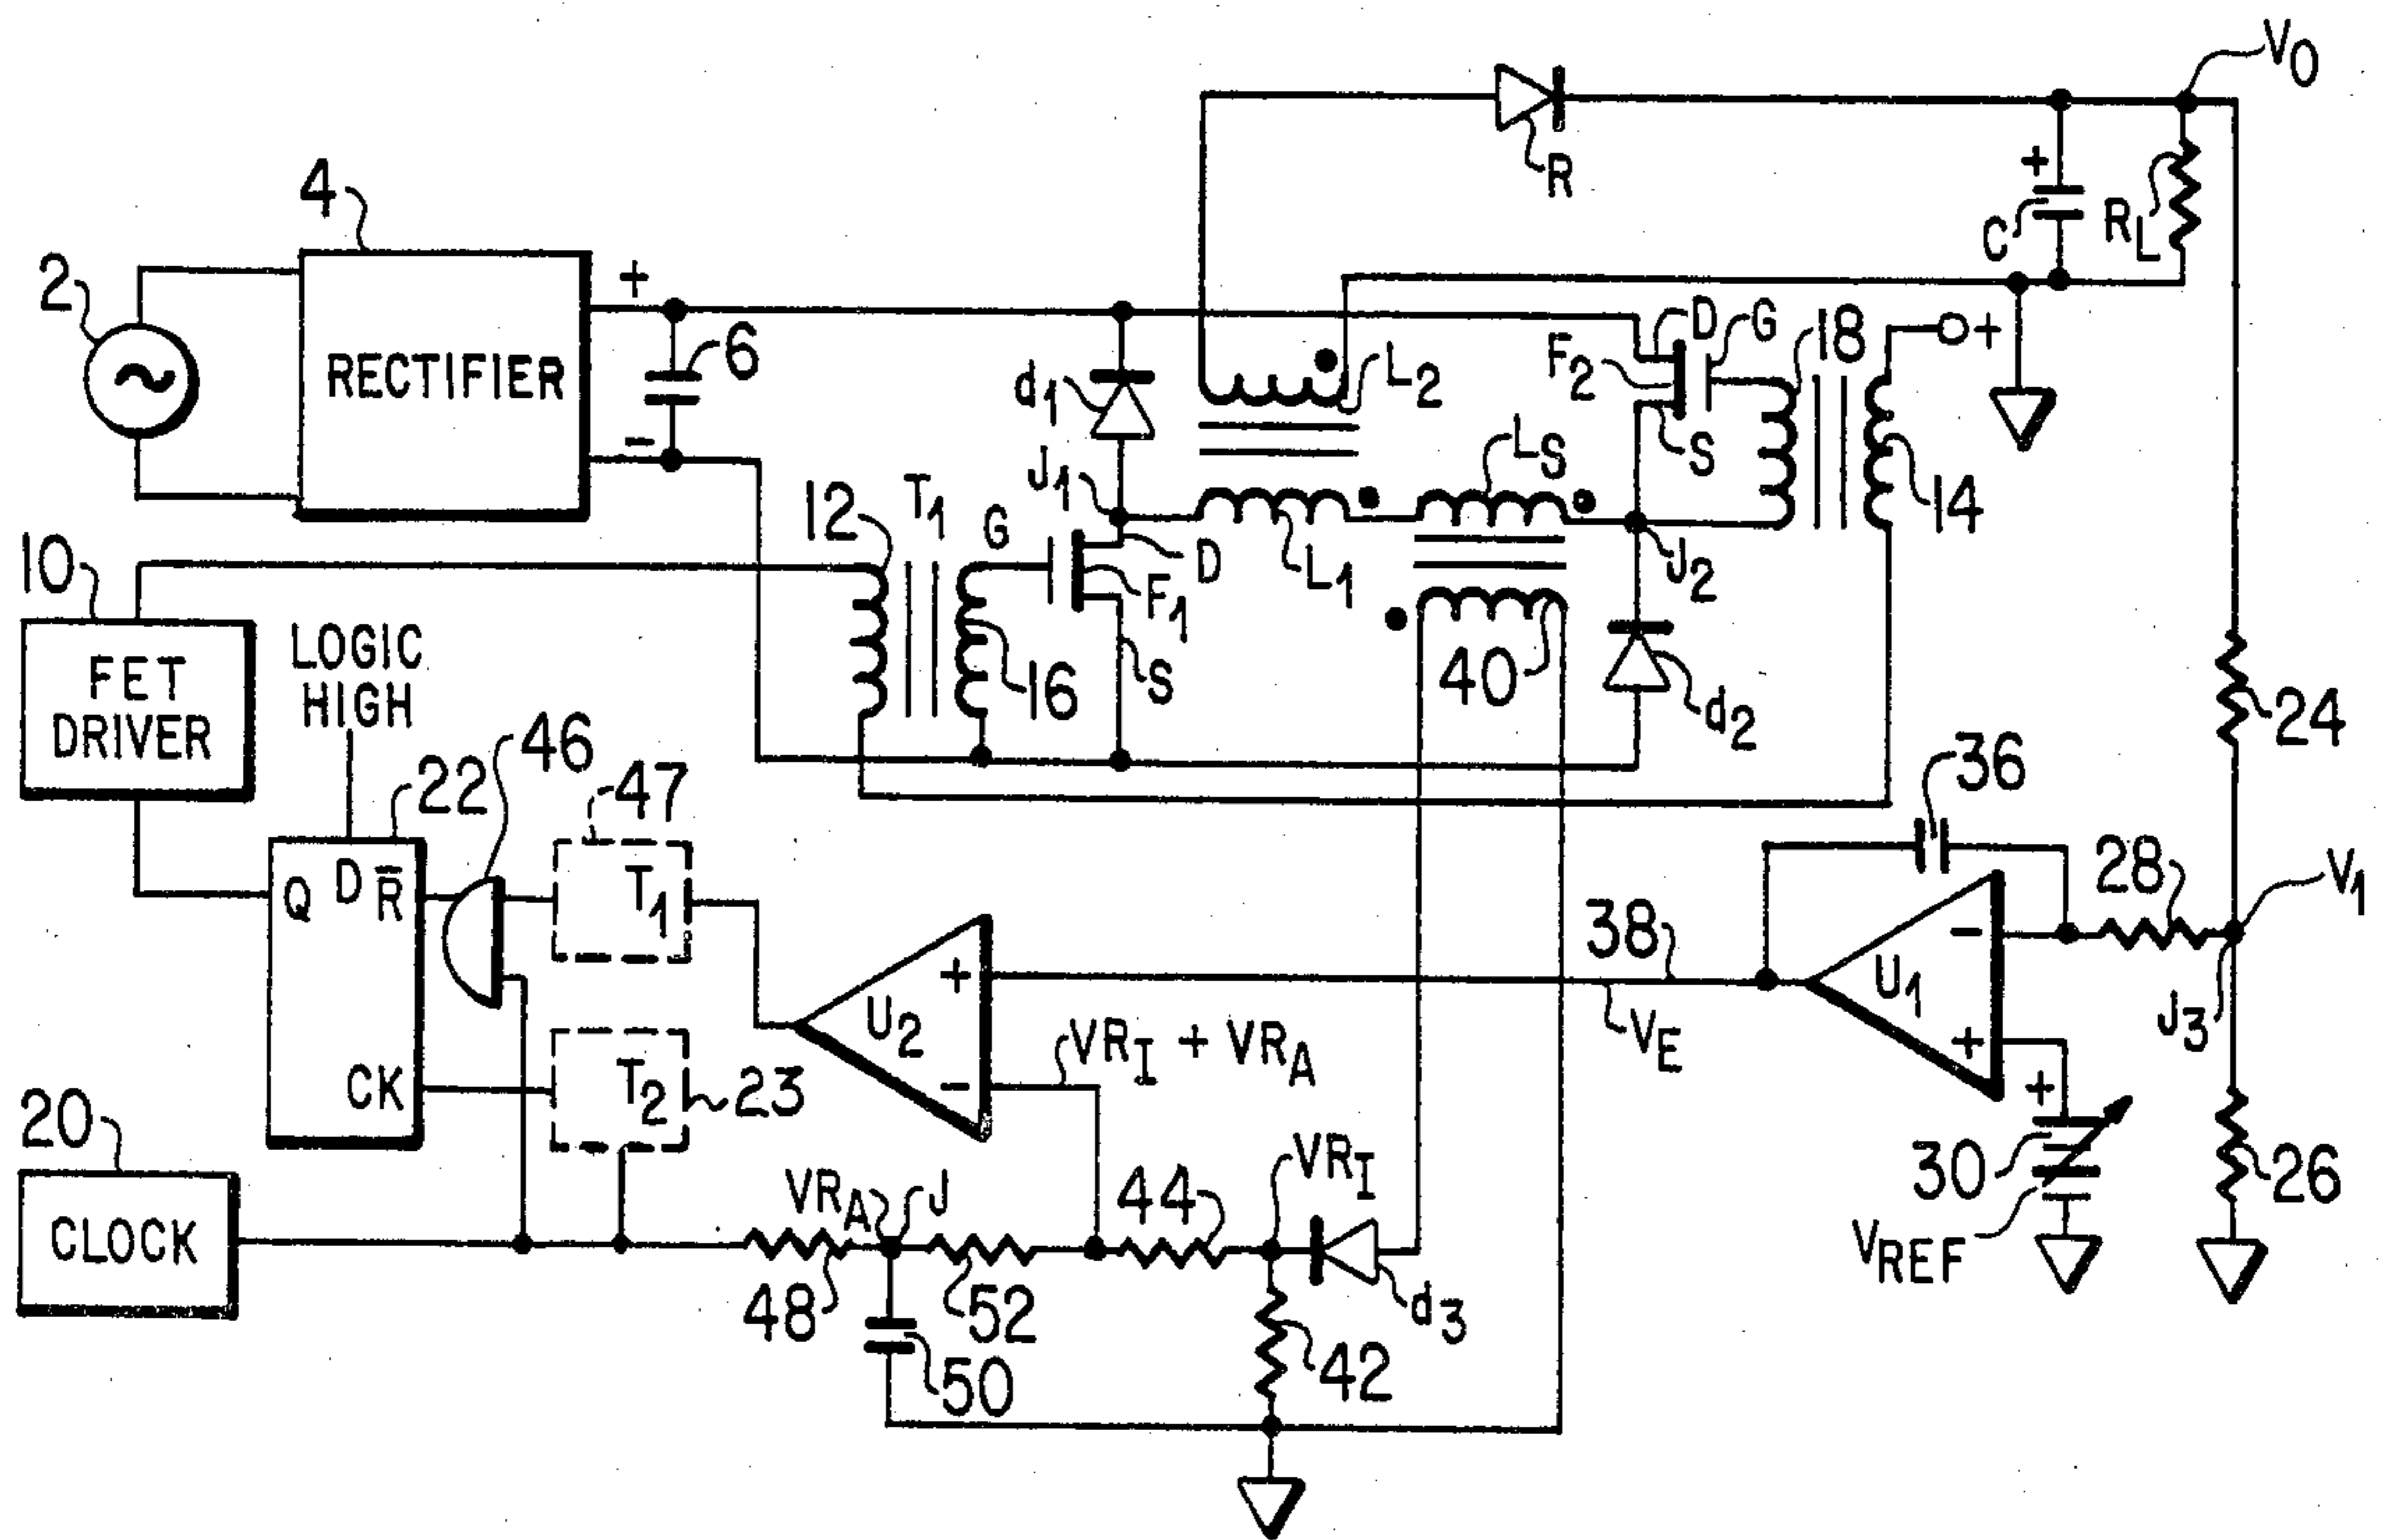 V0
R
+
C
RL
4
2
RECTIFIER
+
6
-
d1
L2
F2
D
G
18
+
S
LS
J1
12
T1
G
D
L1
J2
14
10
FET
DRIVER
LOGIC
HIGH
F1
16
S
40
d2
24
46
22
47
36
Q
D
R̅
T1
28
V1
38
U2
+
-
U1
-
+
J3
VE
VRI + VRA
CK
T2
23
20
CLOCK
VRA
J
44
VRI
+
30
VREF
26
48
52
d3
50
42